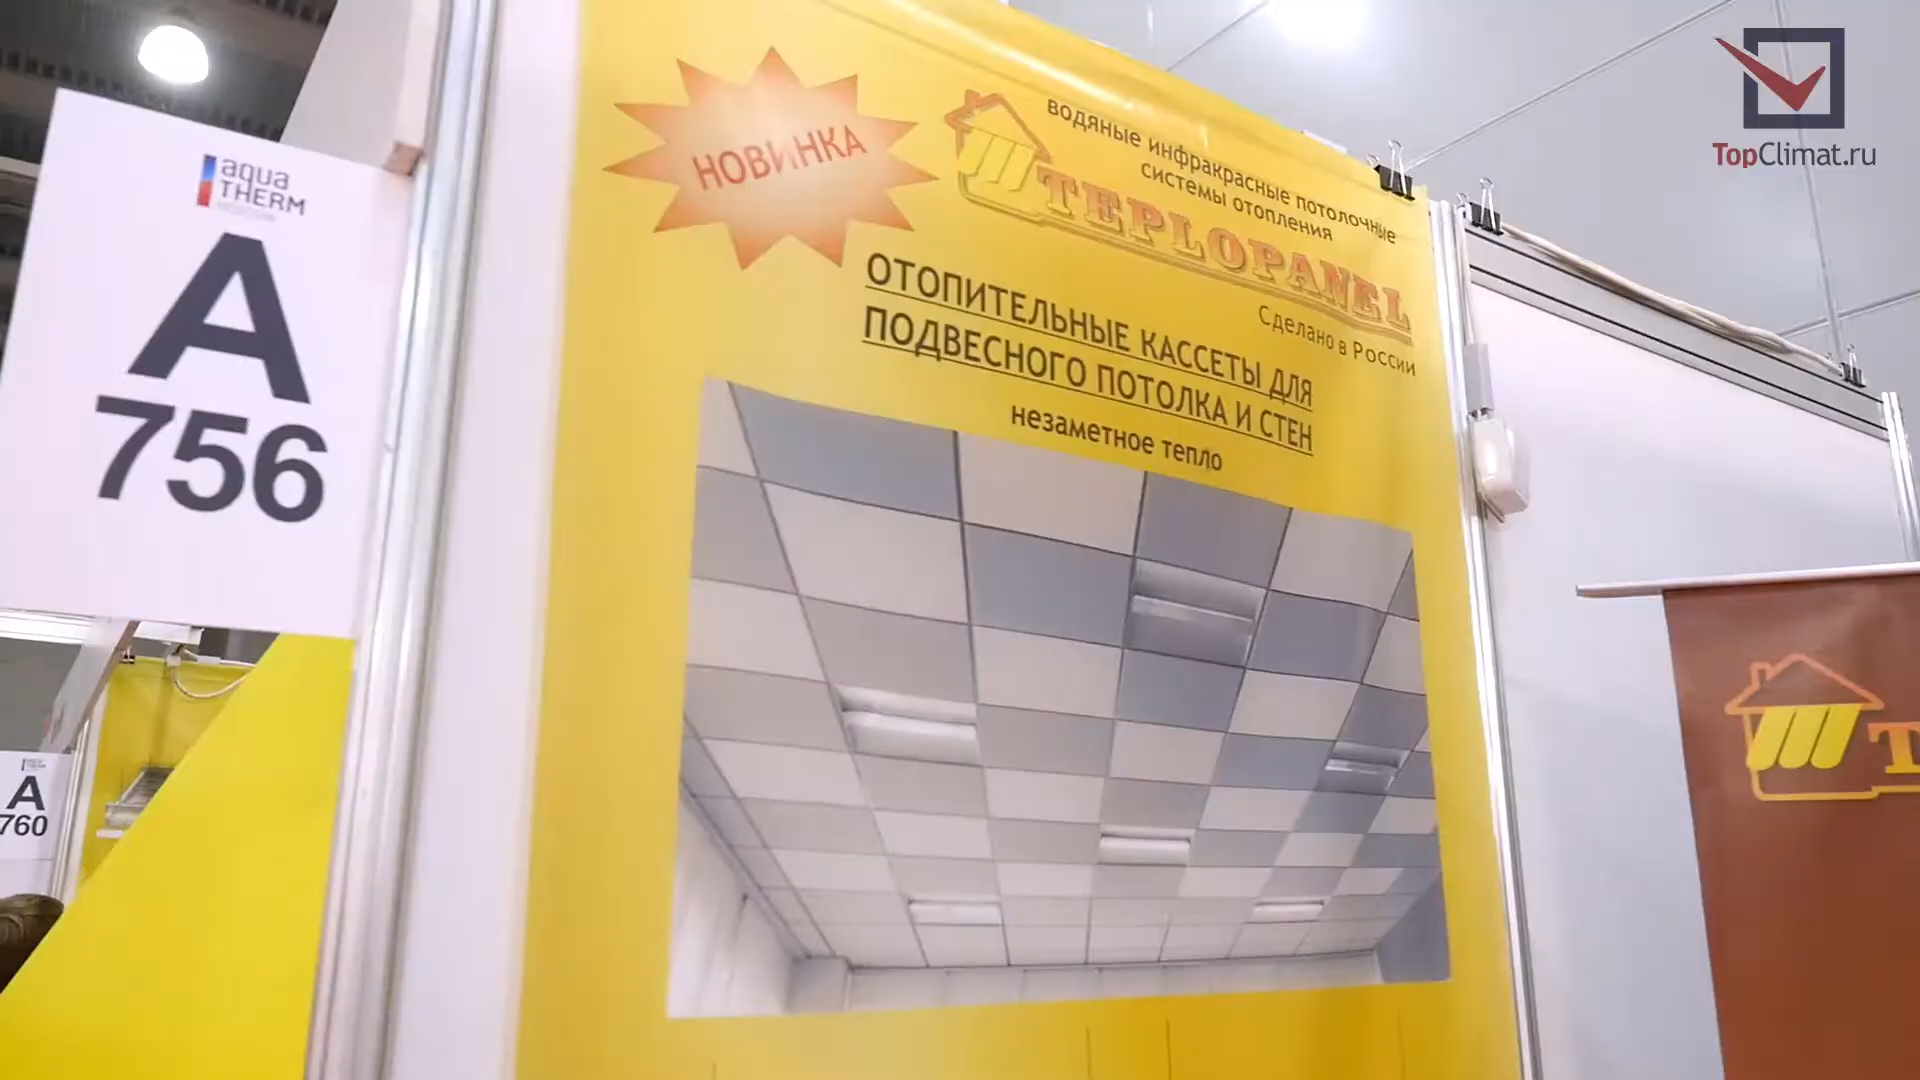 aqua
THERM
A
756
A
760
НОВИНКА
водяные инфракрасные потолочные
системы отопления
TEPLOPANEL
Сделано в России
ОТОПИТЕЛЬНЫЕ КАССЕТЫ ДЛЯ
ПОДВЕСНОГО ПОТОЛКА И СТЕН
незаметное тепло
TopClimat.ru
T